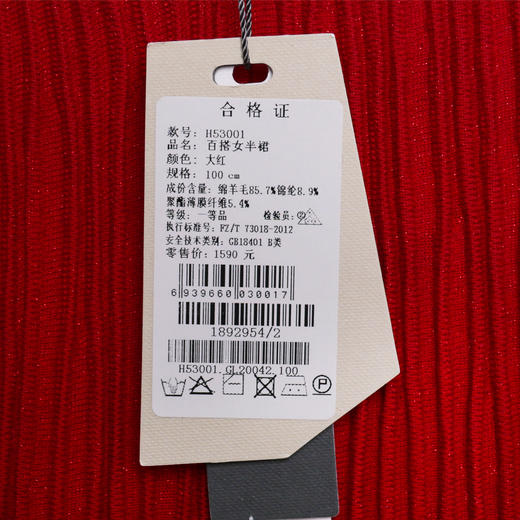 合格证
款号: H53001
品名: 百搭女半裙
颜色: 大红
规格: 100 cm
成份含量: 绵羊毛85.7%锦纶8.9%
聚酯薄膜纤维5.4%
等级: 一等品 检验员:
执行标准号: FZ/T 73018-2012
安全技术类别: GB18401 B类
零售价: 1590 元
6 939660 030017
1892954/2
H53001.GL20042.100
P